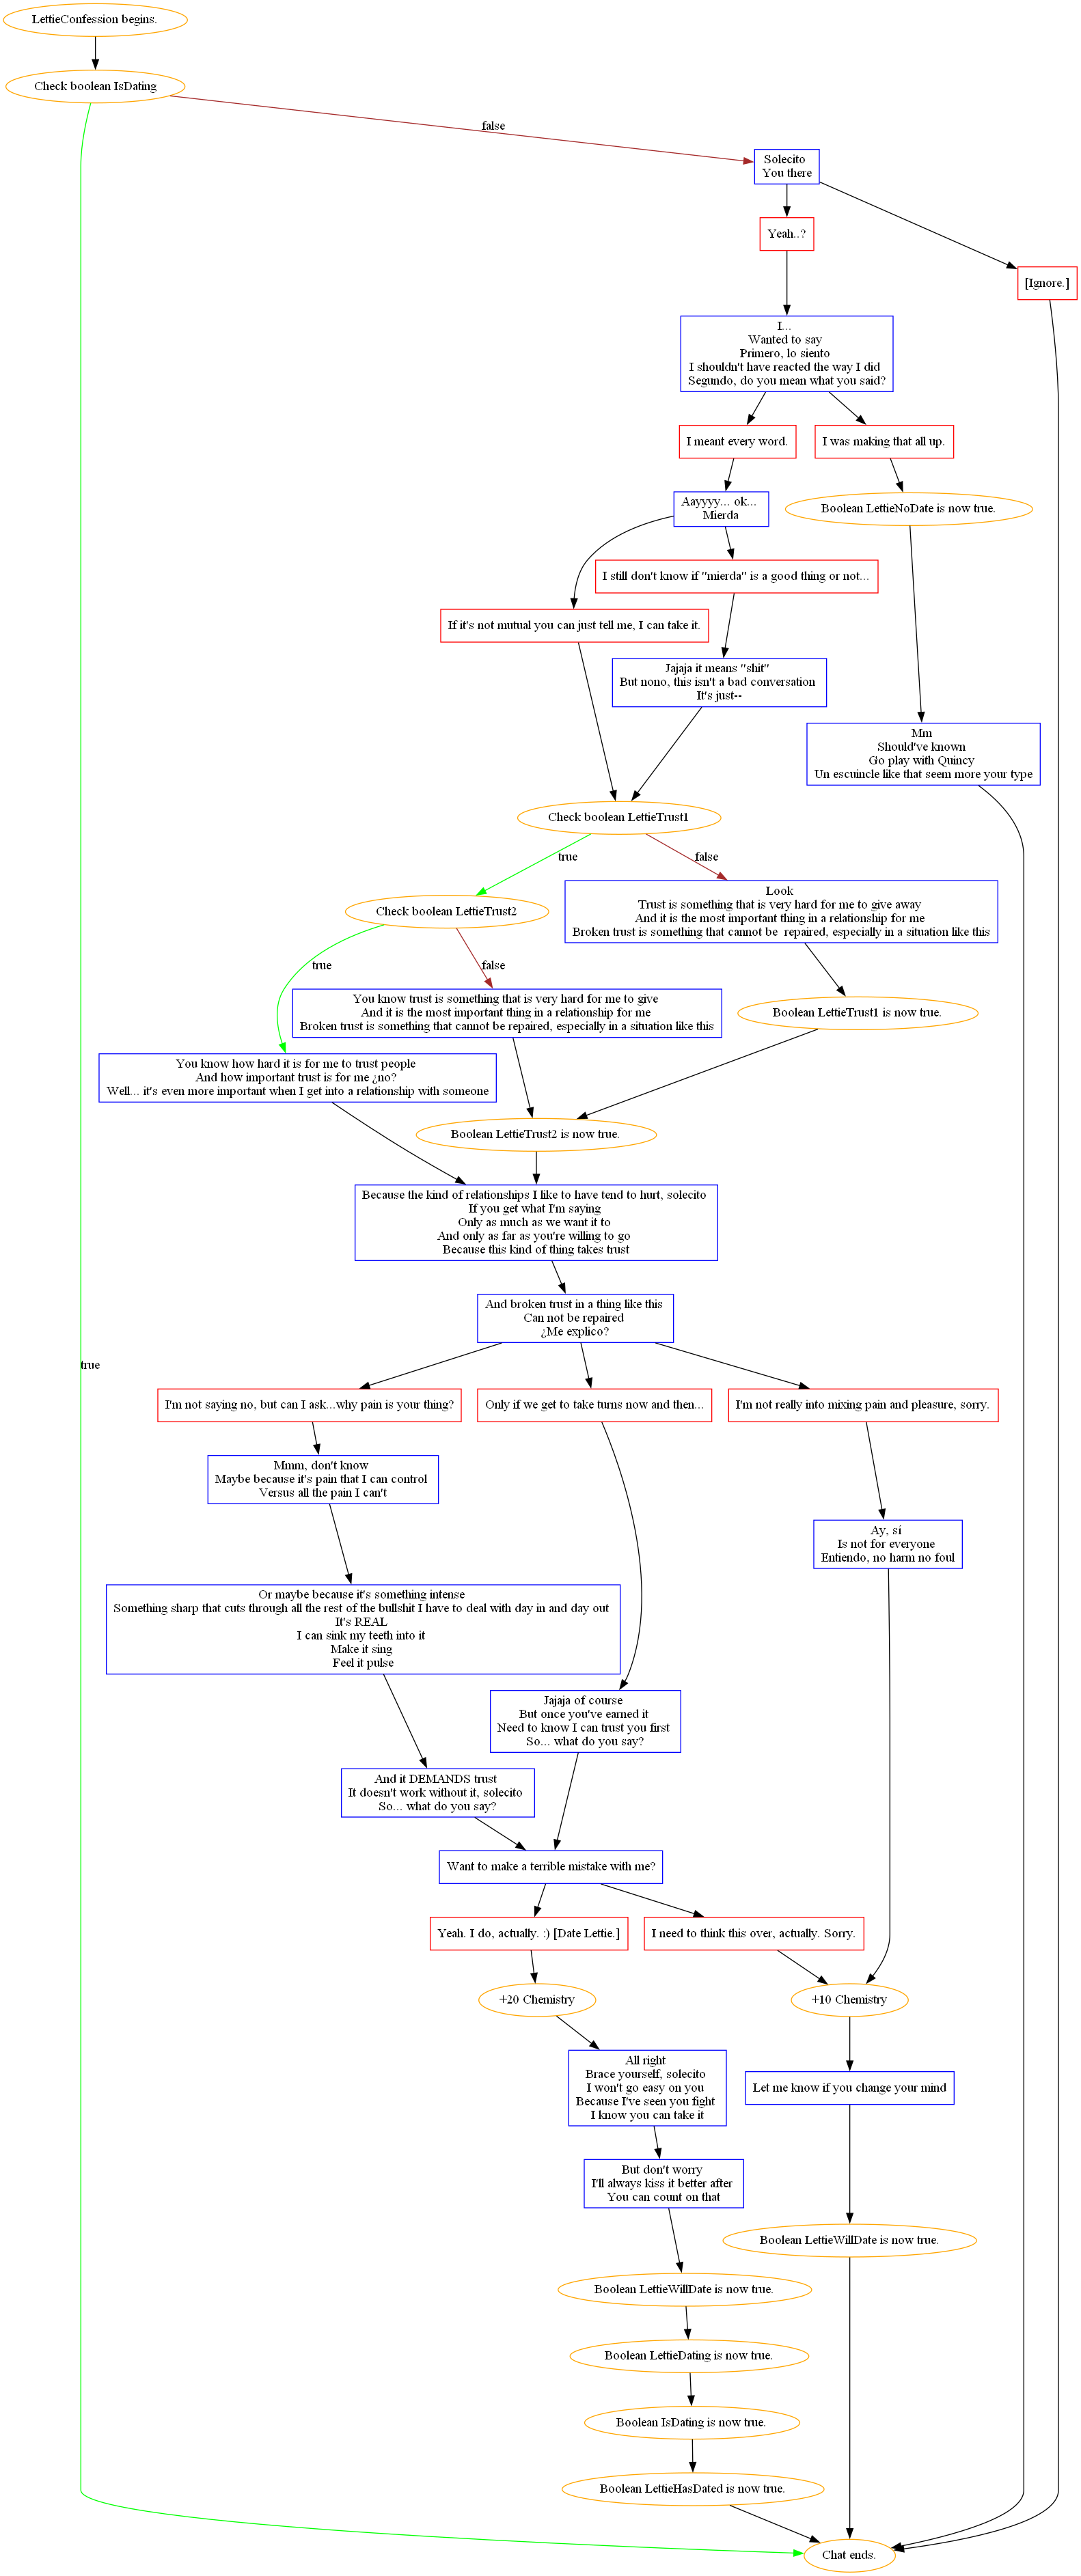 LettieConfession begins.
Check boolean IsDating
false
Solecito
You there
Yeah..?
[Ignore.]
I...
Wanted to say
Primero, lo siento
I shouldn't have reacted the way I did
Segundo, do you mean what you said?
I meant every word.
I was making that all up.
Aayyyy... ok...
Mierda
Boolean LettieNoDate is now true.
I still don't know if "mierda" is a good thing or not...
If it's not mutual you can just tell me, I can take it.
Jajaja it means "shit"
But nono, this isn't a bad conversation
It's just--
Mm
Should've known
Go play with Quincy
Un escuincle like that seem more your type
Check boolean LettieTrust1
true
false
Check boolean LettieTrust2
Look
Trust is something that is very hard for me to give away
And it is the most important thing in a relationship for me
Broken trust is something that cannot be  repaired, especially in a situation like this
true
false
You know trust is something that is very hard for me to give
And it is the most important thing in a relationship for me
Broken trust is something that cannot be repaired, especially in a situation like this
Boolean LettieTrust1 is now true.
You know how hard it is for me to trust people
And how important trust is for me ¿no?
Well... it's even more important when I get into a relationship with someone
Boolean LettieTrust2 is now true.
Because the kind of relationships I like to have tend to hurt, solecito
If you get what I'm saying
Only as much as we want it to
And only as far as you're willing to go
Because this kind of thing takes trust
And broken trust in a thing like this
Can not be repaired
¿Me explico?
true
I'm not saying no, but can I ask...why pain is your thing?
Only if we get to take turns now and then...
I'm not really into mixing pain and pleasure, sorry.
Mmm, don't know
Maybe because it's pain that I can control
Versus all the pain I can't
Ay, sí
Is not for everyone
Entiendo, no harm no foul
Or maybe because it's something intense
Something sharp that cuts through all the rest of the bullshit I have to deal with day in and day out
It's REAL
I can sink my teeth into it
Make it sing
Feel it pulse
Jajaja of course
But once you've earned it
Need to know I can trust you first
So... what do you say?
And it DEMANDS trust
It doesn't work without it, solecito
So... what do you say?
Want to make a terrible mistake with me?
Yeah. I do, actually. :) [Date Lettie.]
I need to think this over, actually. Sorry.
+20 Chemistry
+10 Chemistry
All right
Brace yourself, solecito
I won't go easy on you
Because I've seen you fight
I know you can take it
Let me know if you change your mind
But don't worry
I'll always kiss it better after
You can count on that
Boolean LettieWillDate is now true.
Boolean LettieWillDate is now true.
Boolean LettieDating is now true.
Boolean IsDating is now true.
Boolean LettieHasDated is now true.
Chat ends.